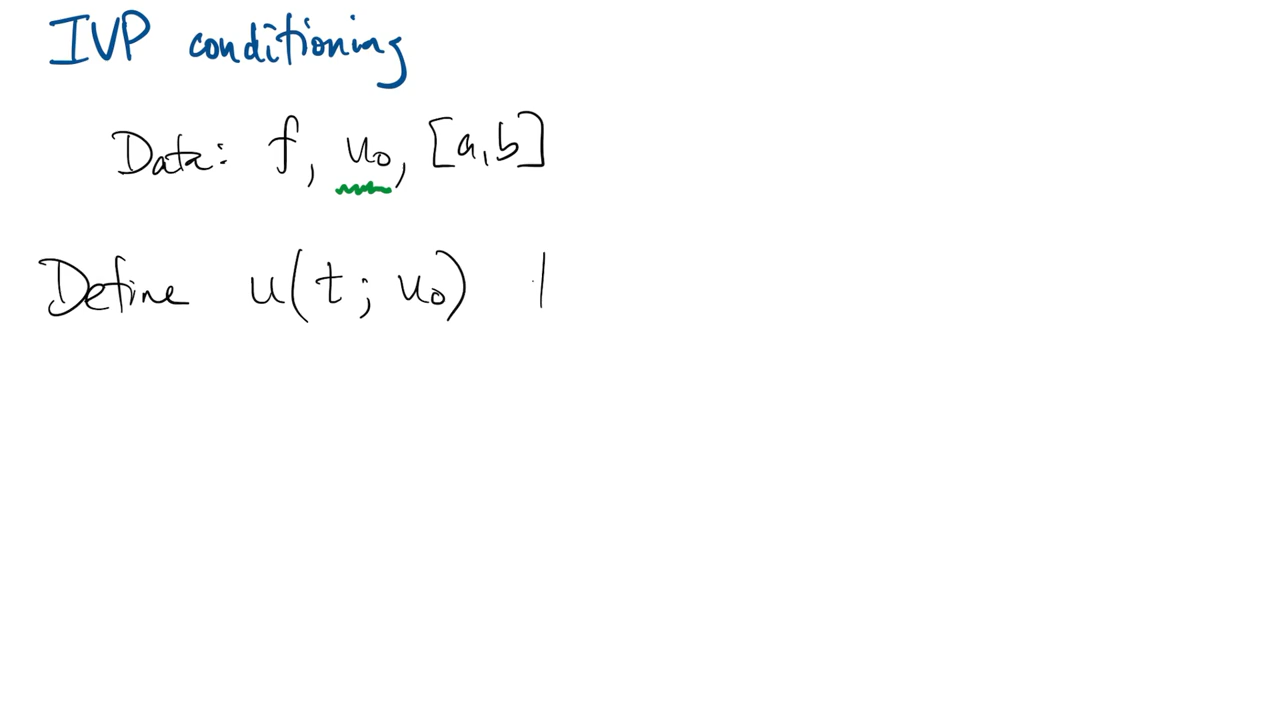 IVP conditioning
Data: f, u₀, [a,b]
Define u(t; u₀) |